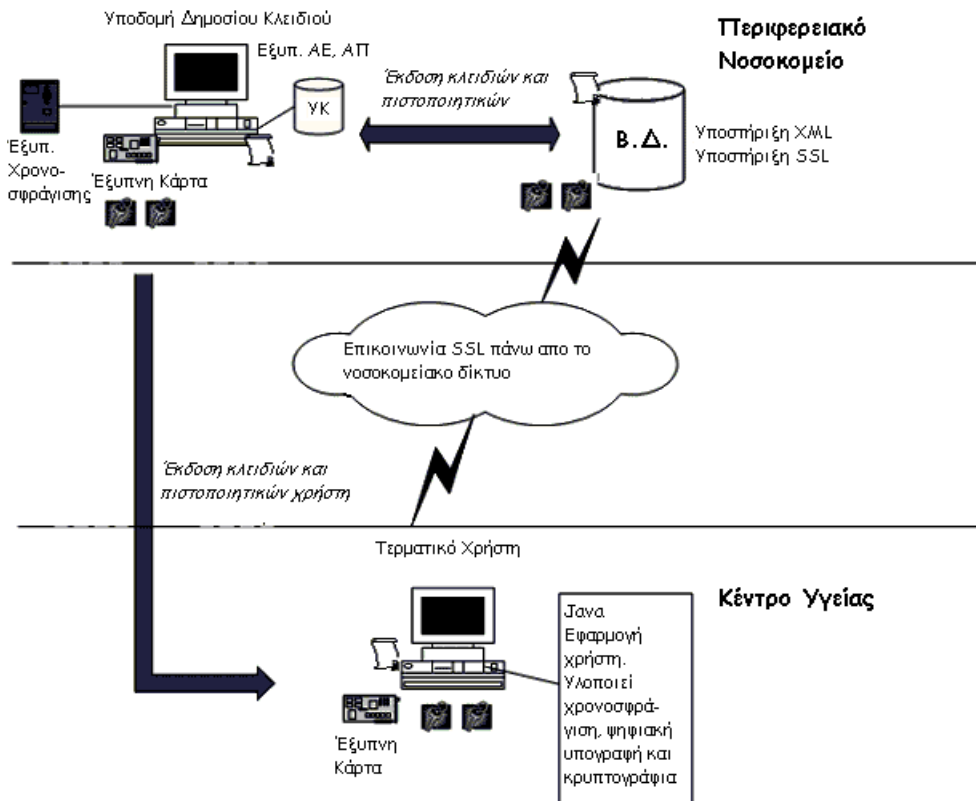 Υποδομή Δημοσίου Κλειδιού
Εξυπ. ΑΕ, ΑΠ
ΥΚ
Έξυπ.
Χρονο-
σφράγισης
Έξυπνη Κάρτα
Έκδοση κλειδιών και
πιστοποιητικών
Περιφερειακό
Νοσοκομείο
Β.Δ.
Υποστήριξη XML
Υποστήριξη SSL
Επικοινωνία SSL πάνω απο το
νοσοκομειακο δίκτυο
Έκδοση κλειδιών και
πιστοποιητικών χρήστη
Τερματικό Χρήστη
Κέντρο Υγείας
Έξυπνη
Κάρτα
Java
Εφαρμογή
χρήστη.
Υλοποιεί
χρονοσφρά-
γιση, ψηφιακή
υπογραφή και
κρυπτογράφια